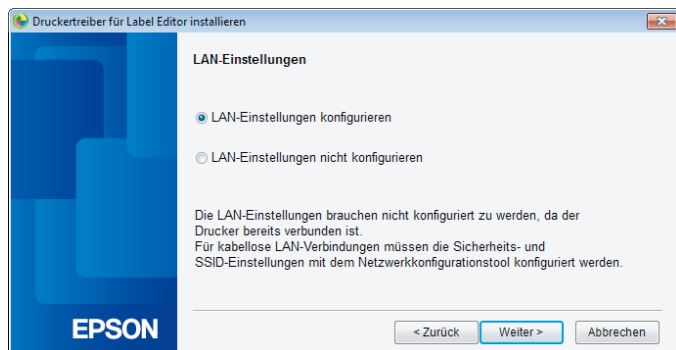 Druckertreiber für Label Editor installieren
LAN-Einstellungen
LAN-Einstellungen konfigurieren
LAN-Einstellungen nicht konfigurieren
Die LAN-Einstellungen brauchen nicht konfiguriert zu werden, da der
Drucker bereits verbunden ist.
Für kabellose LAN-Verbindungen müssen die Sicherheits- und
SSID-Einstellungen mit dem Netzwerkkonfigurationstool konfiguriert werden.
EPSON
< Zurück Weiter > Abbrechen